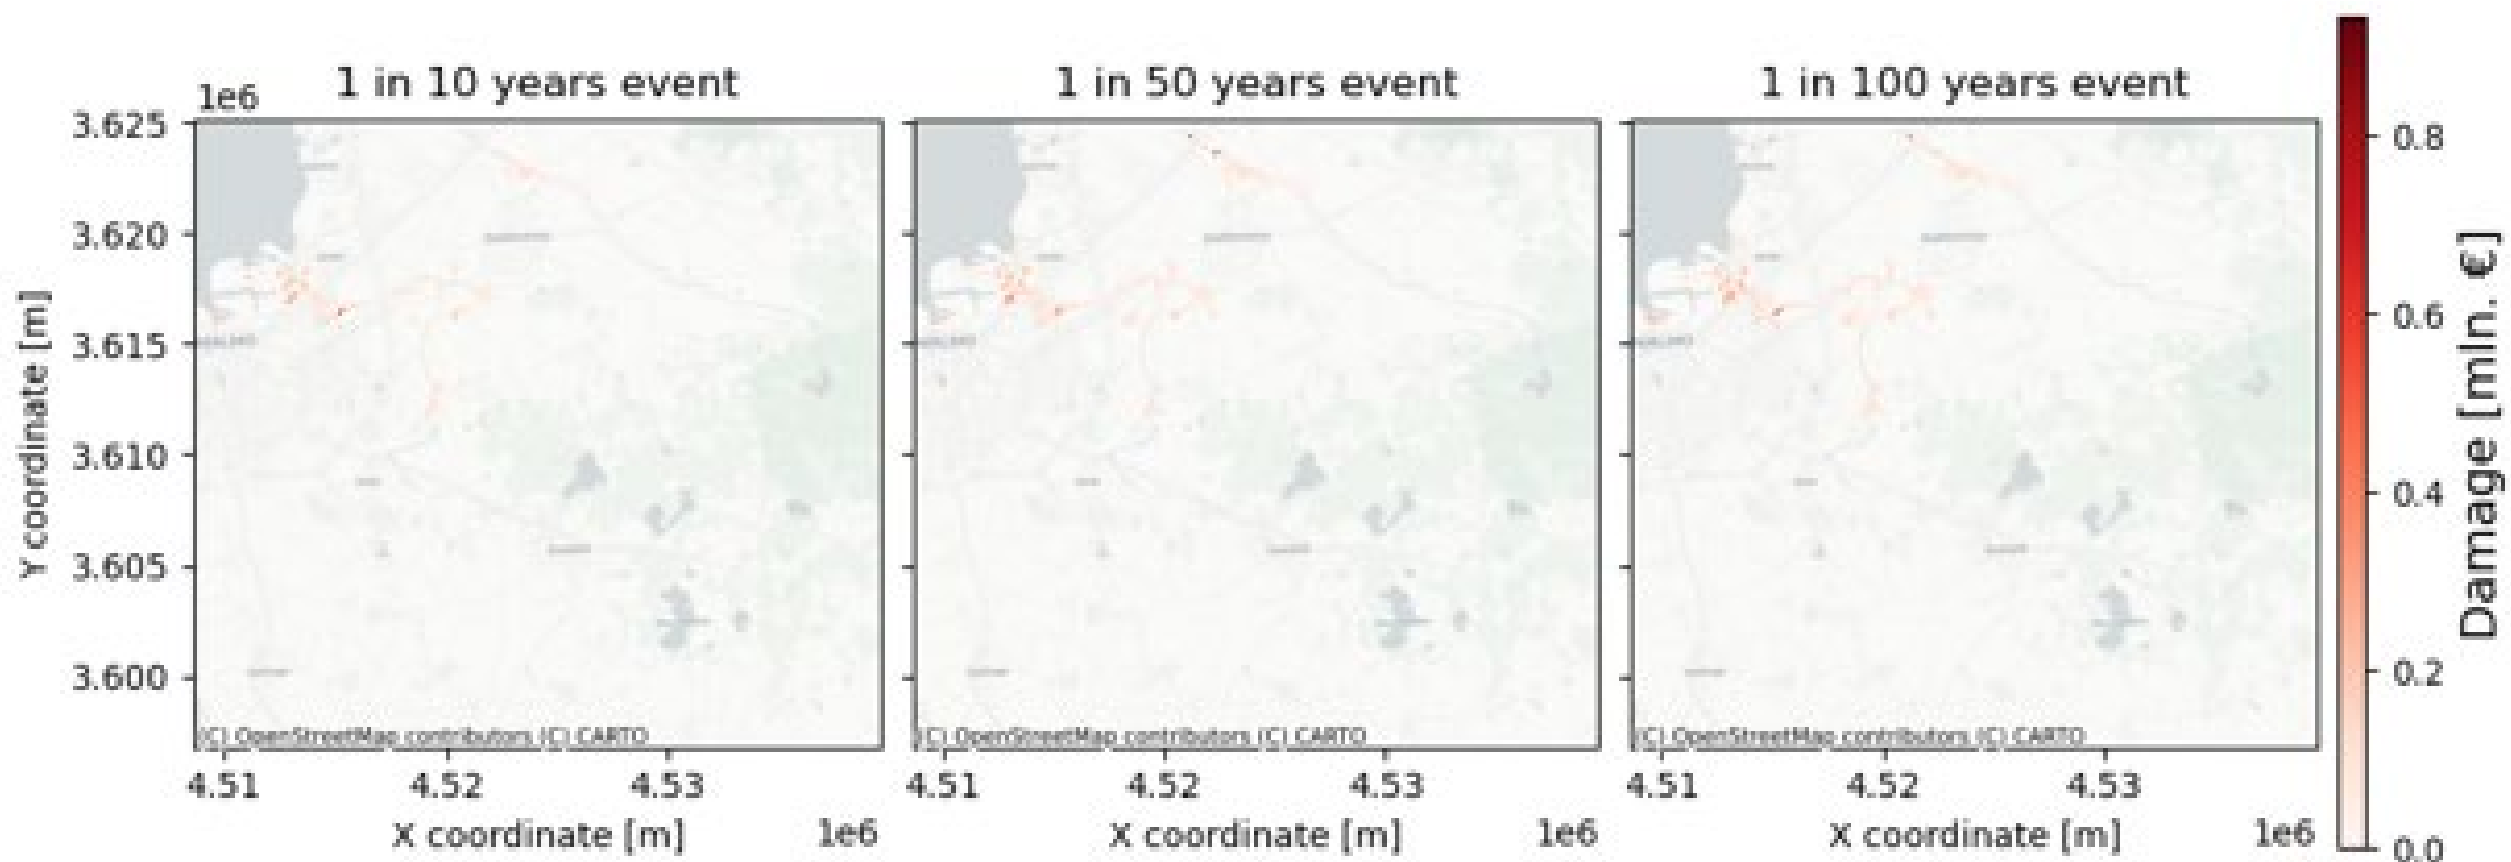 1 in 10 years event
1 in 50 years event
1 in 100 years event
1e6
3.625
3.620
3.615
3.610
3.605
3.600
Y coordinate [m]
(C) OpenStreetMap contributors (C) CARTO
(C) OpenStreetMap contributors (C) CARTO
(C) OpenStreetMap contributors (C) CARTO
4.51 4.52 4.53
4.51 4.52 4.53
4.51 4.52 4.53
X coordinate [m] 1e6
X coordinate [m] 1e6
X coordinate [m] 1e6
0.8
0.6
0.4
0.2
0.0
Damage [mln. €]